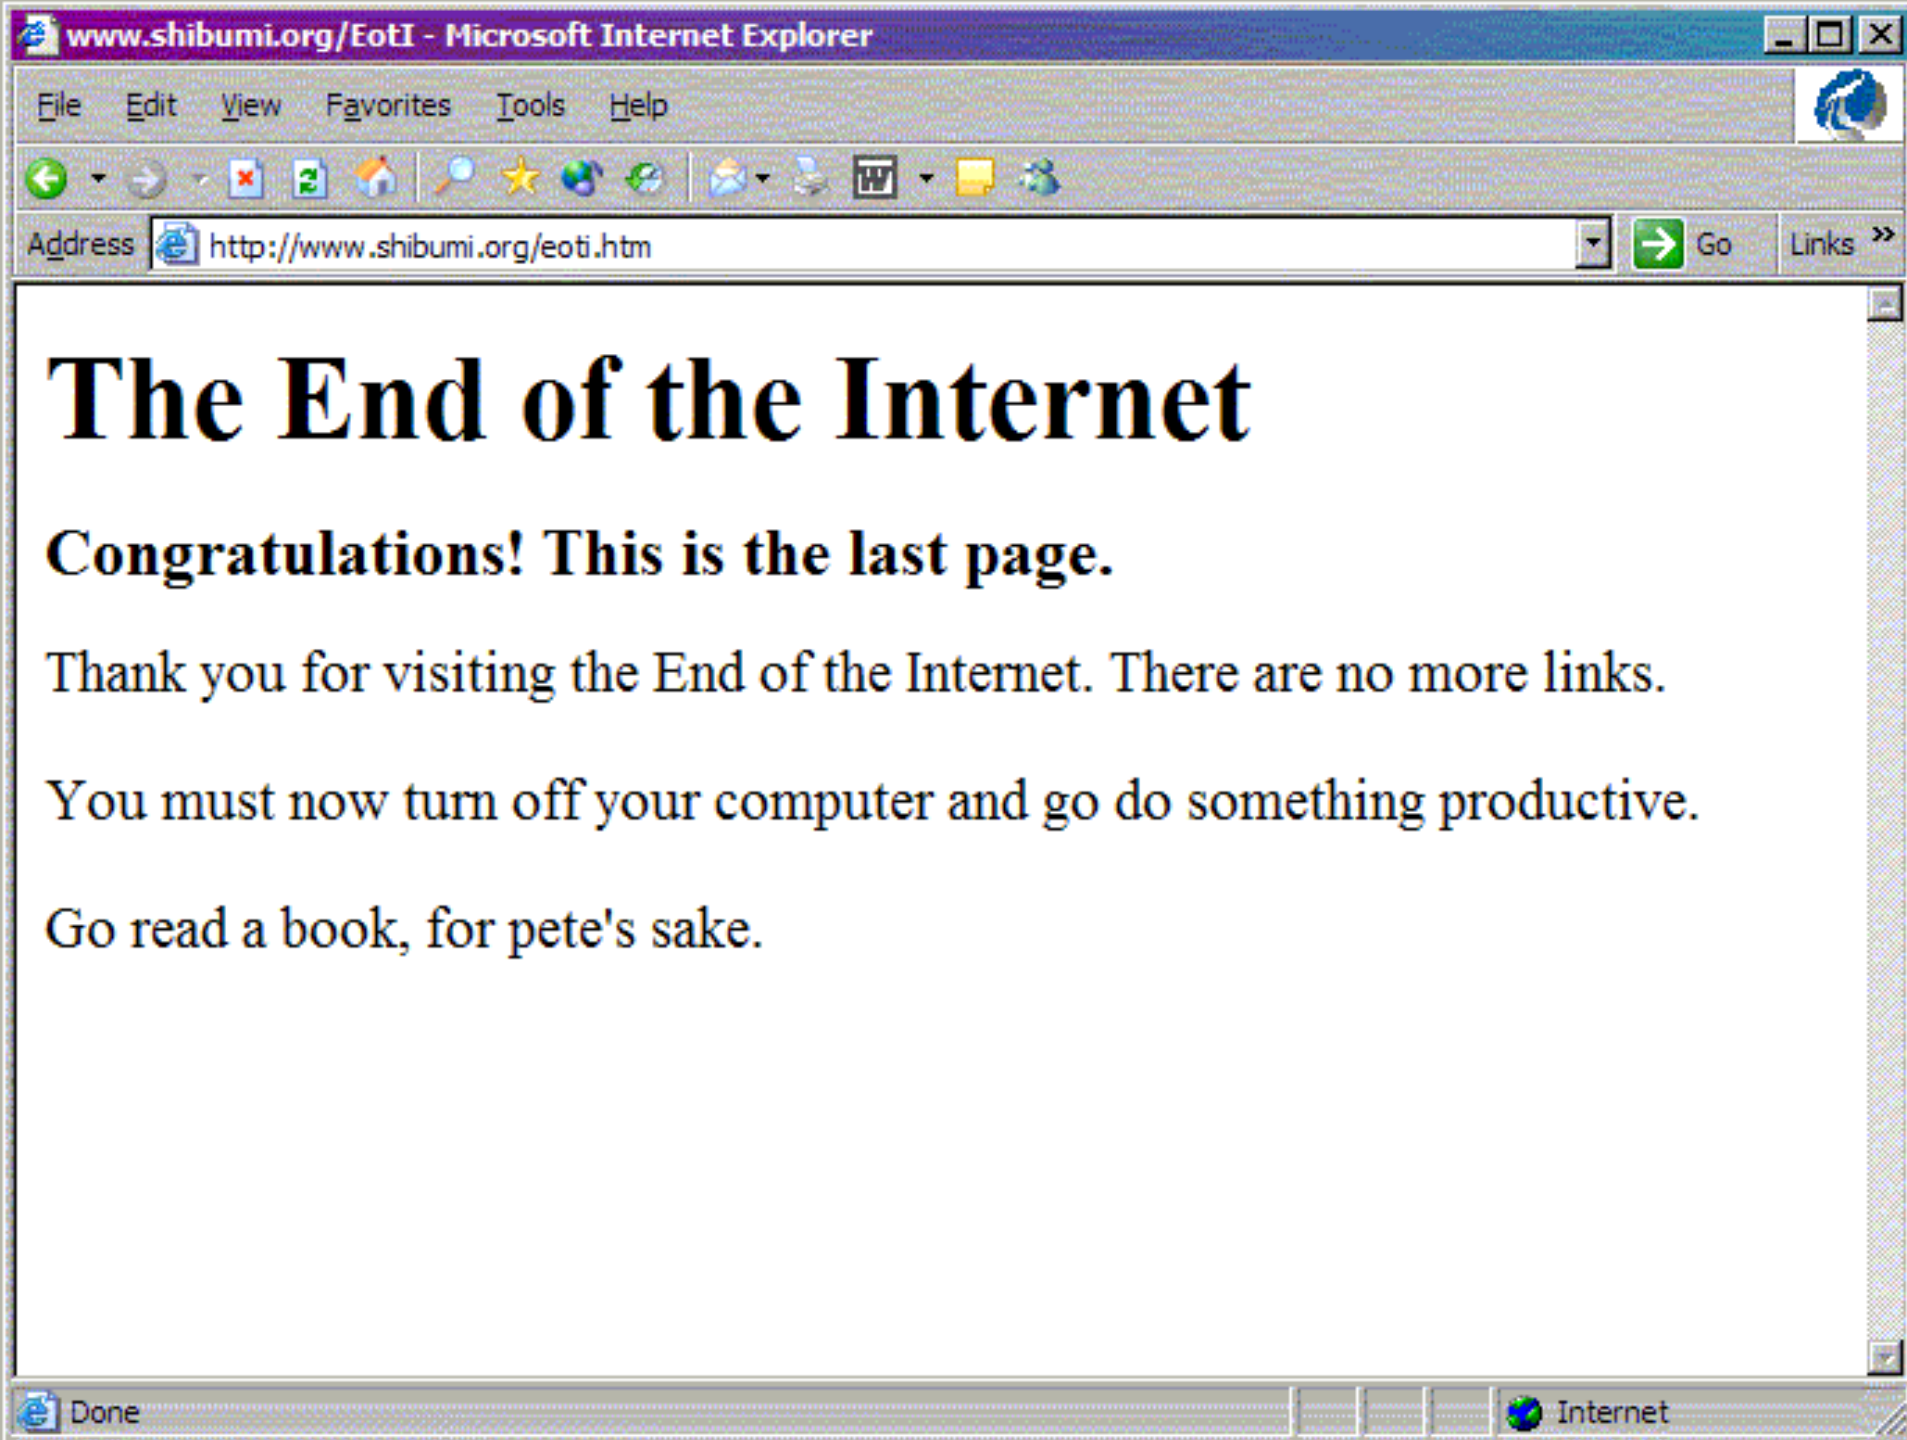 www.shibumi.org/EotI - Microsoft Internet Explorer
File Edit View Favorites Tools Help
W
Address http://www.shibumi.org/eoti.htm Go Links »
The End of the Internet
Congratulations! This is the last page.
Thank you for visiting the End of the Internet. There are no more links.
You must now turn off your computer and go do something productive.
Go read a book, for pete's sake.
Done Internet